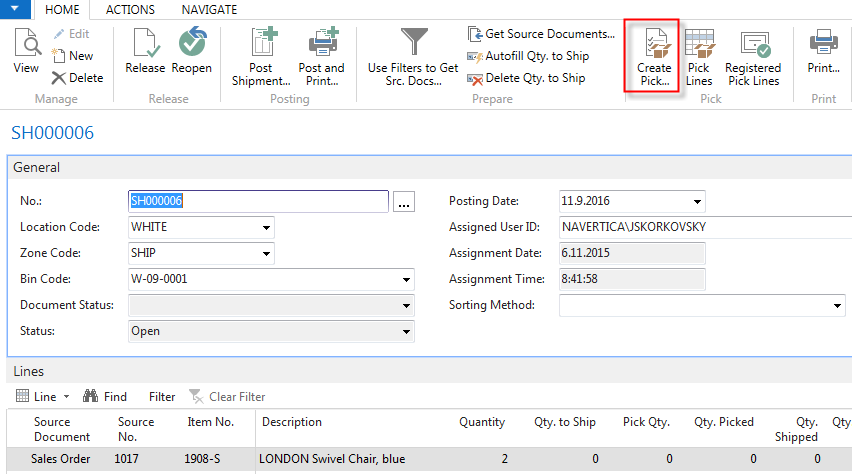 HOME ACTIONS NAVIGATE
View
Edit
New
Delete
Manage
Release Reopen
Release
Post Shipment...
Post and Print...
Posting
Use Filters to Get Src. Docs...
Get Source Documents...
Autofill Qty. to Ship
Delete Qty. to Ship
Prepare
Create Pick...
Pick Lines
Registered Pick Lines
Pick
Print...
Print
SH000006
General
No.: SH000006 ... Posting Date: 11.9.2016
Location Code: WHITE Assigned User ID: NAVERTICA\JSKORKOVSKY
Zone Code: SHIP Assignment Date: 6.11.2015
Bin Code: W-09-0001 Assignment Time: 8:41:58
Document Status: Sorting Method:
Status: Open
Lines
Line Find Filter Clear Filter
Source Document Source No. Item No. Description Quantity Qty. to Ship Pick Qty. Qty. Picked Qty. Shipped Qty
Sales Order 1017 1908-S LONDON Swivel Chair, blue 2 0 0 0 0